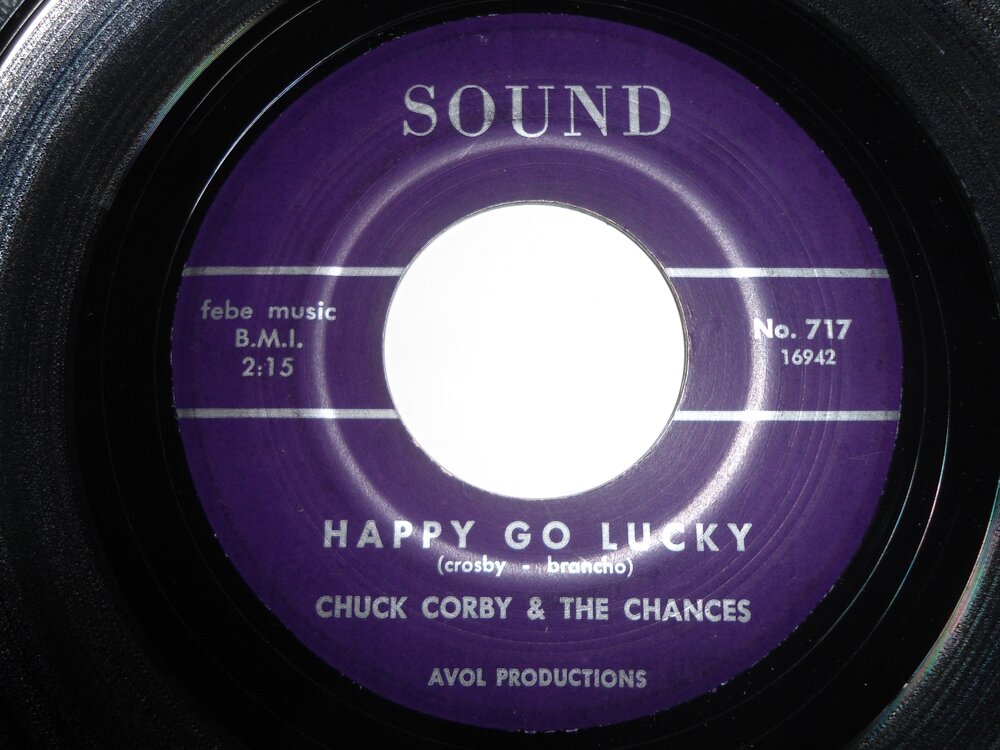 SOUND
febe music
B.M.I.
2:15
No. 717
16942
HAPPY GO LUCKY
(crosby - brancho)
CHUCK CORBY & THE CHANCES
AVOL PRODUCTIONS